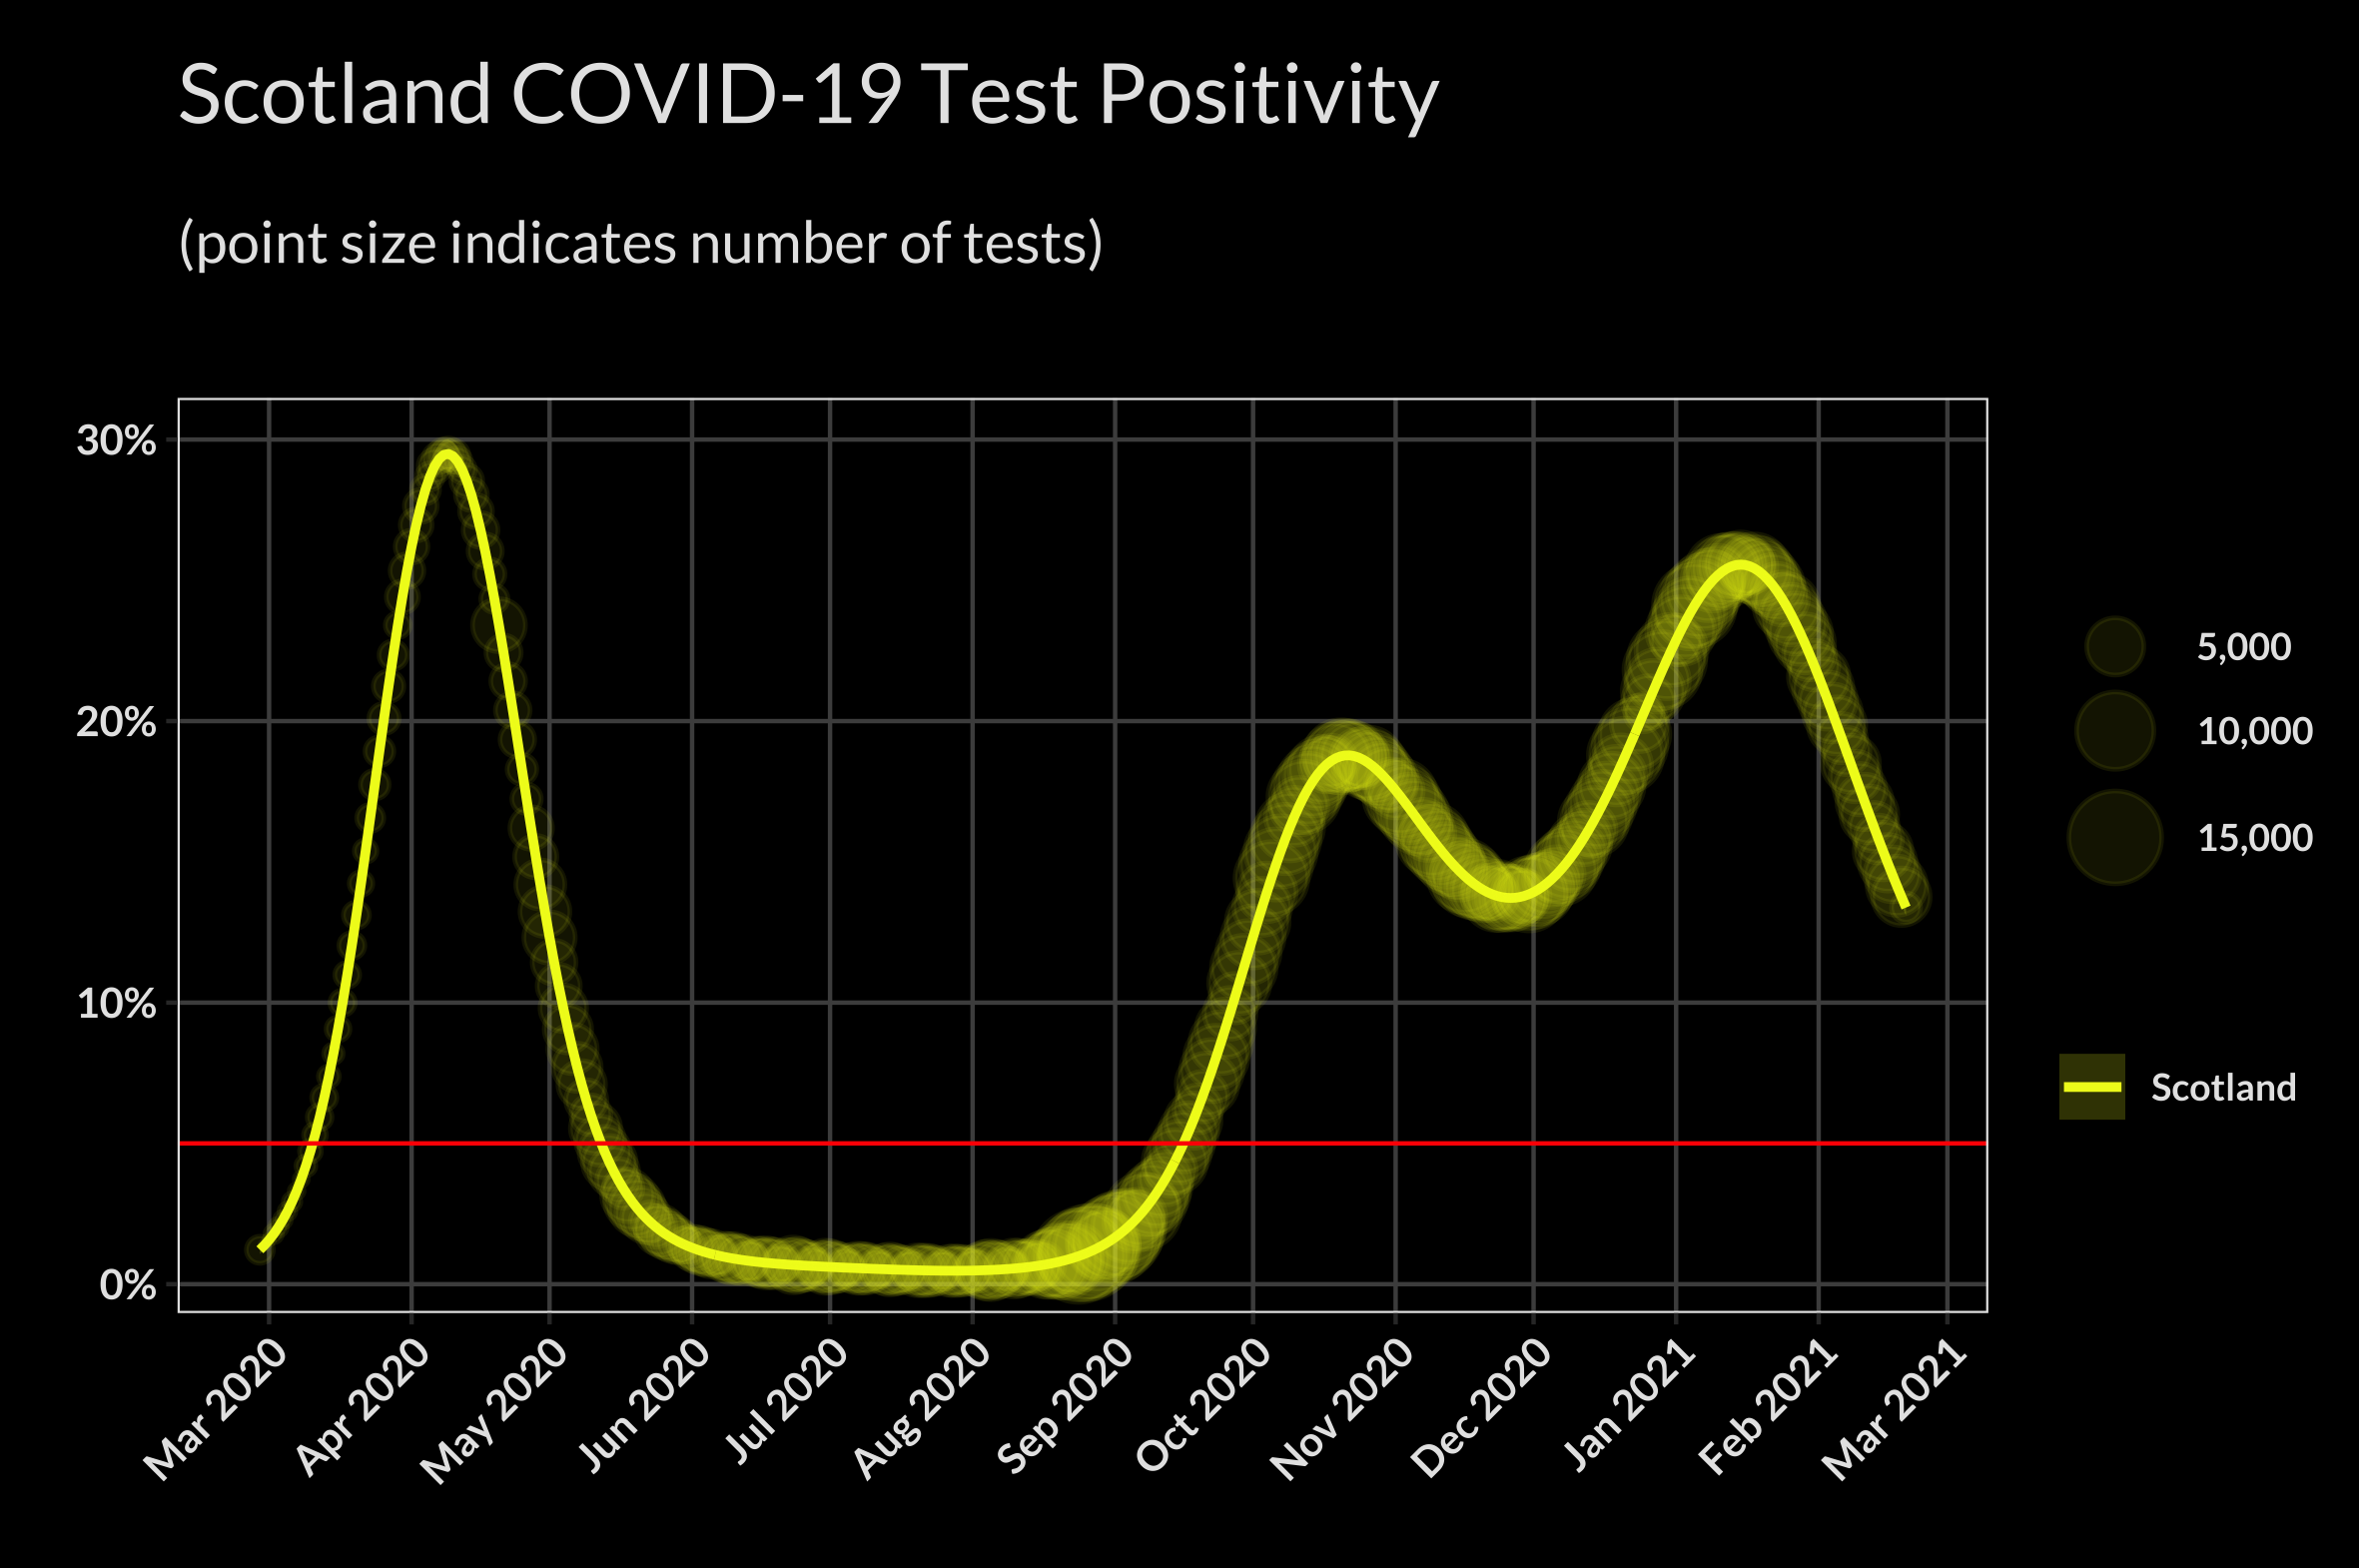 Scotland COVID-19 Test Positivity
(point size indicates number of tests)
30%
20%
10%
0%
Mar 2020
Apr 2020
May 2020
Jun 2020
Jul 2020
Aug 2020
Sep 2020
Oct 2020
Nov 2020
Dec 2020
Jan 2021
Feb 2021
Mar 2021
5,000
10,000
15,000
Scotland